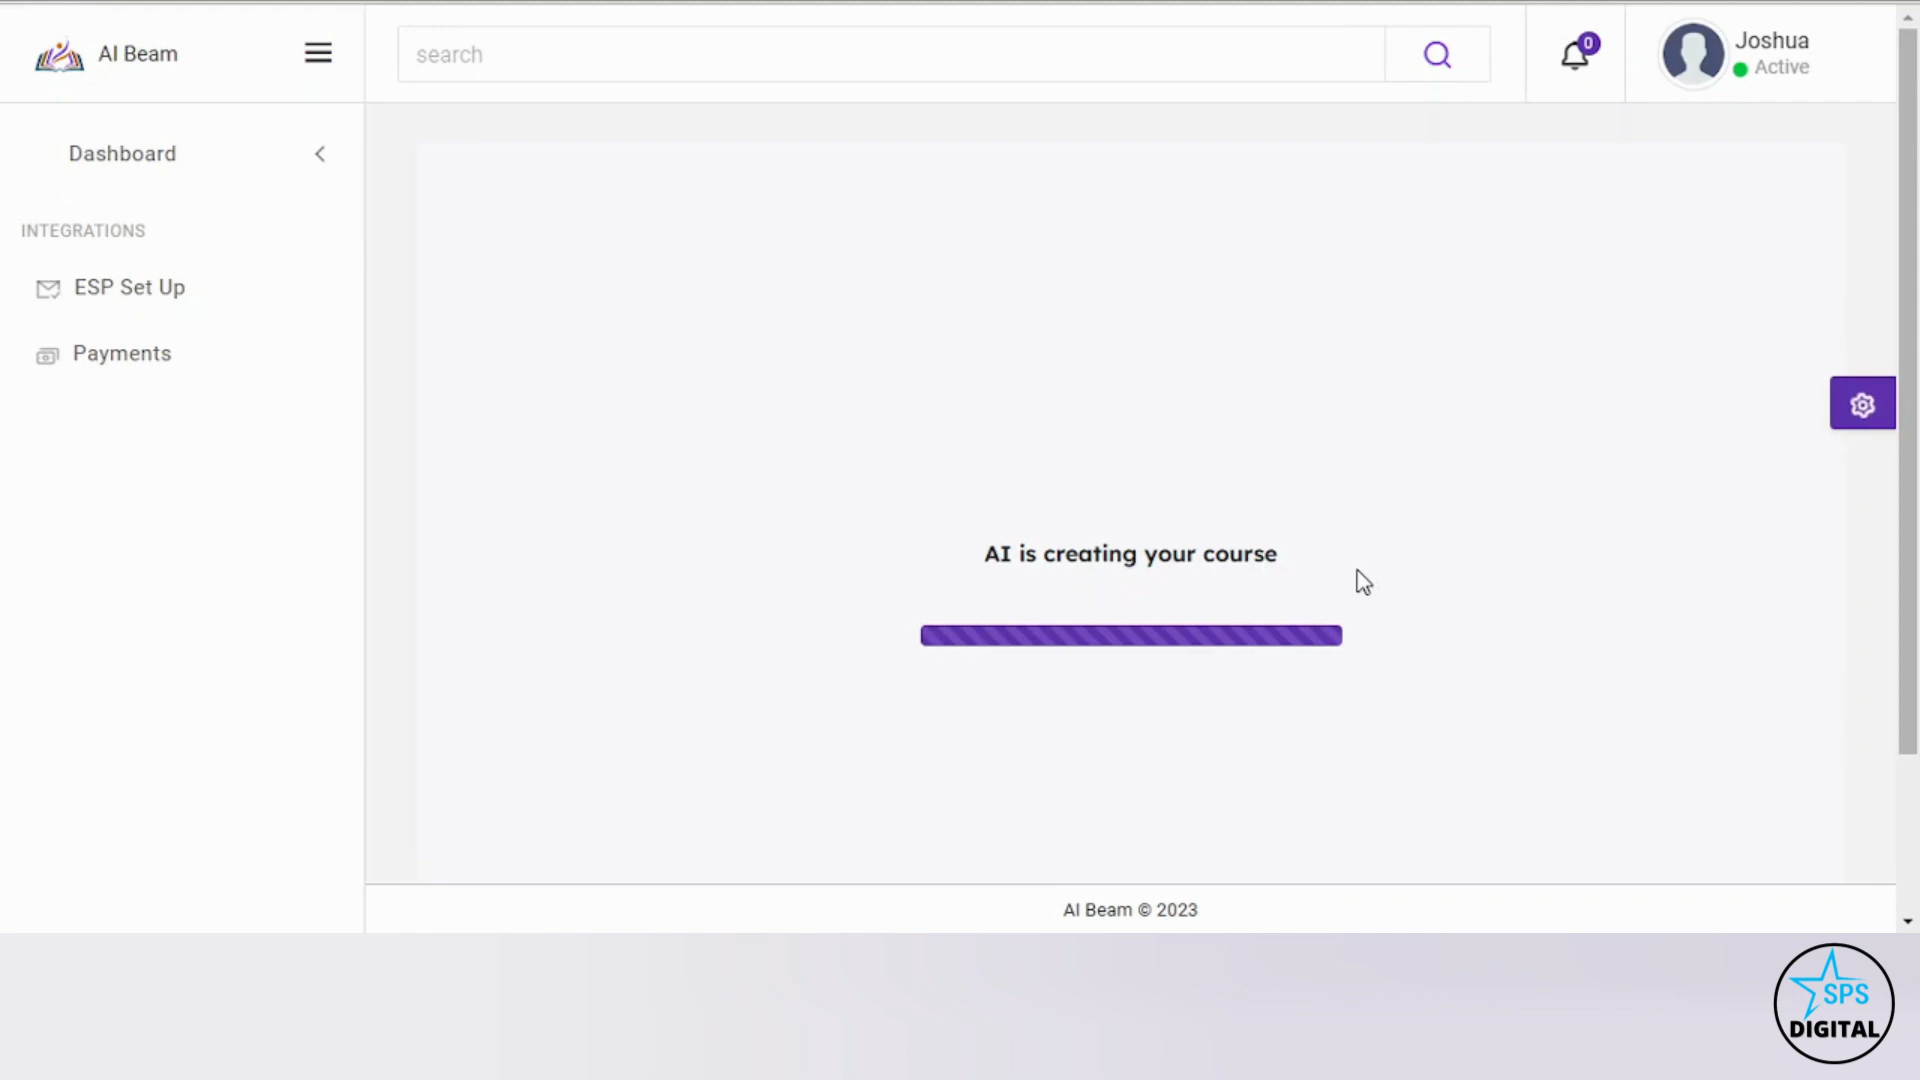 AI Beam
search
0
Joshua
Active
Dashboard
INTEGRATIONS
ESP Set Up
Payments
AI is creating your course
AI Beam © 2023
SPS
DIGITAL